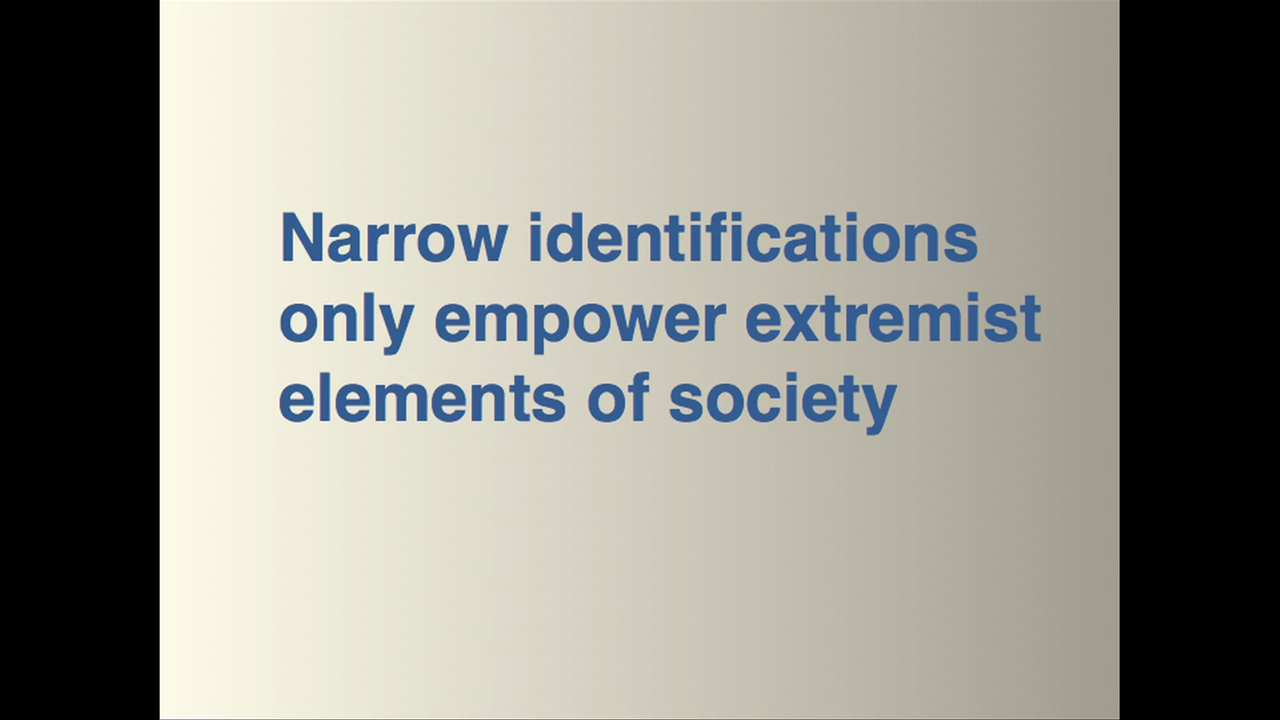 Narrow identifications
only empower extremist
elements of society